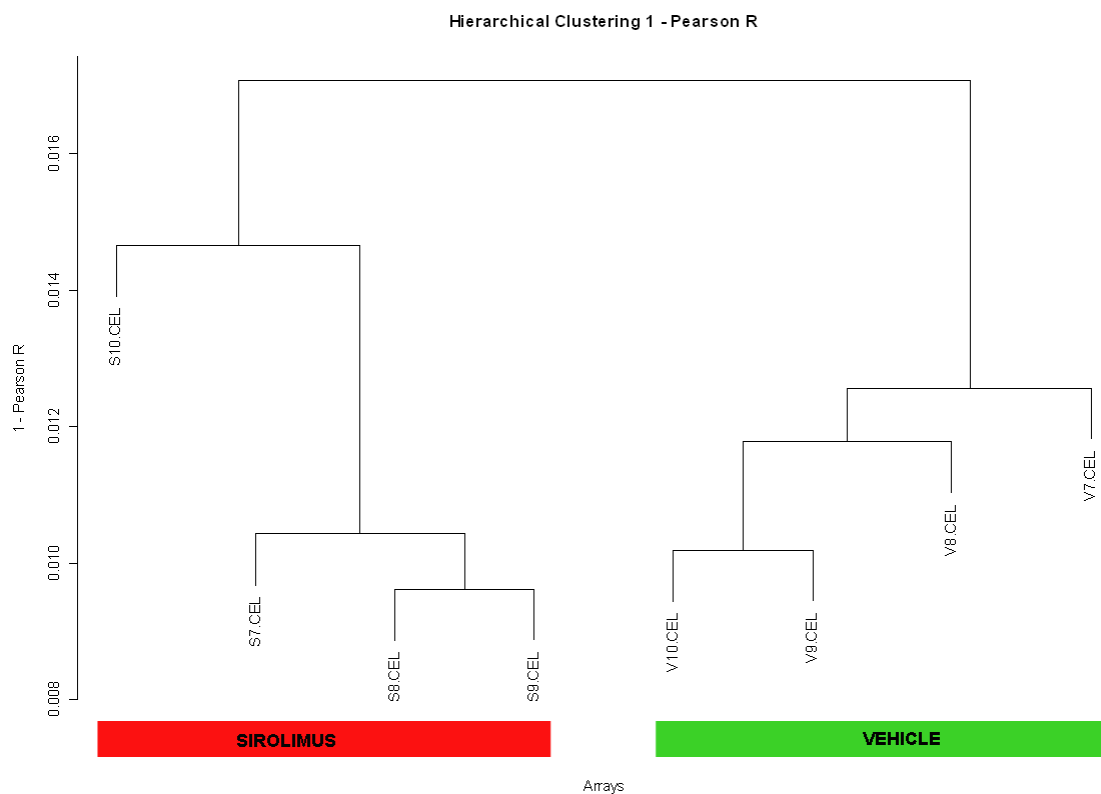 Hierarchical Clustering 1 - Pearson R
0.016
0.014
0.012
0.010
0.008
1 - Pearson R
S10.CEL
S7.CEL
S8.CEL
S9.CEL
V10.CEL
V9.CEL
V8.CEL
V7.CEL
SIROLIMUS
VEHICLE
Arrays